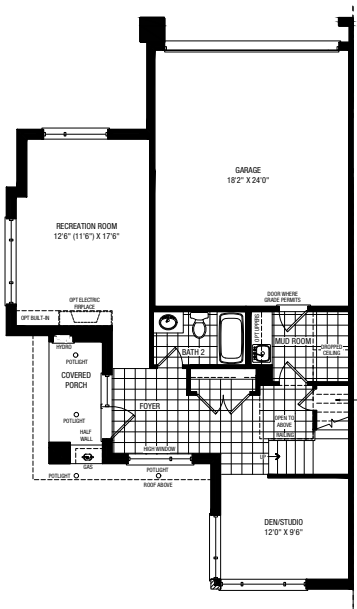 GARAGE
18'2" X 24'0"
RECREATION ROOM
12'6" (11'6") X 17'6"
OPT ELECTRIC
FIREPLACE
DOOR WHERE
GRADE PERMITS
OPT BUILT-IN
HYDRO
OPT UPPERS
MUD ROOM
DROPPED
CEILING
BATH 2
POTLIGHT
COVERED
PORCH
FOYER
POTLIGHT
OPEN TO
ABOVE
HALF
WALL
RAILING
HIGH WINDOW
UP
GAS
POTLIGHT
POTLIGHT
ROOF ABOVE
DEN/STUDIO
12'0" X 9'6"